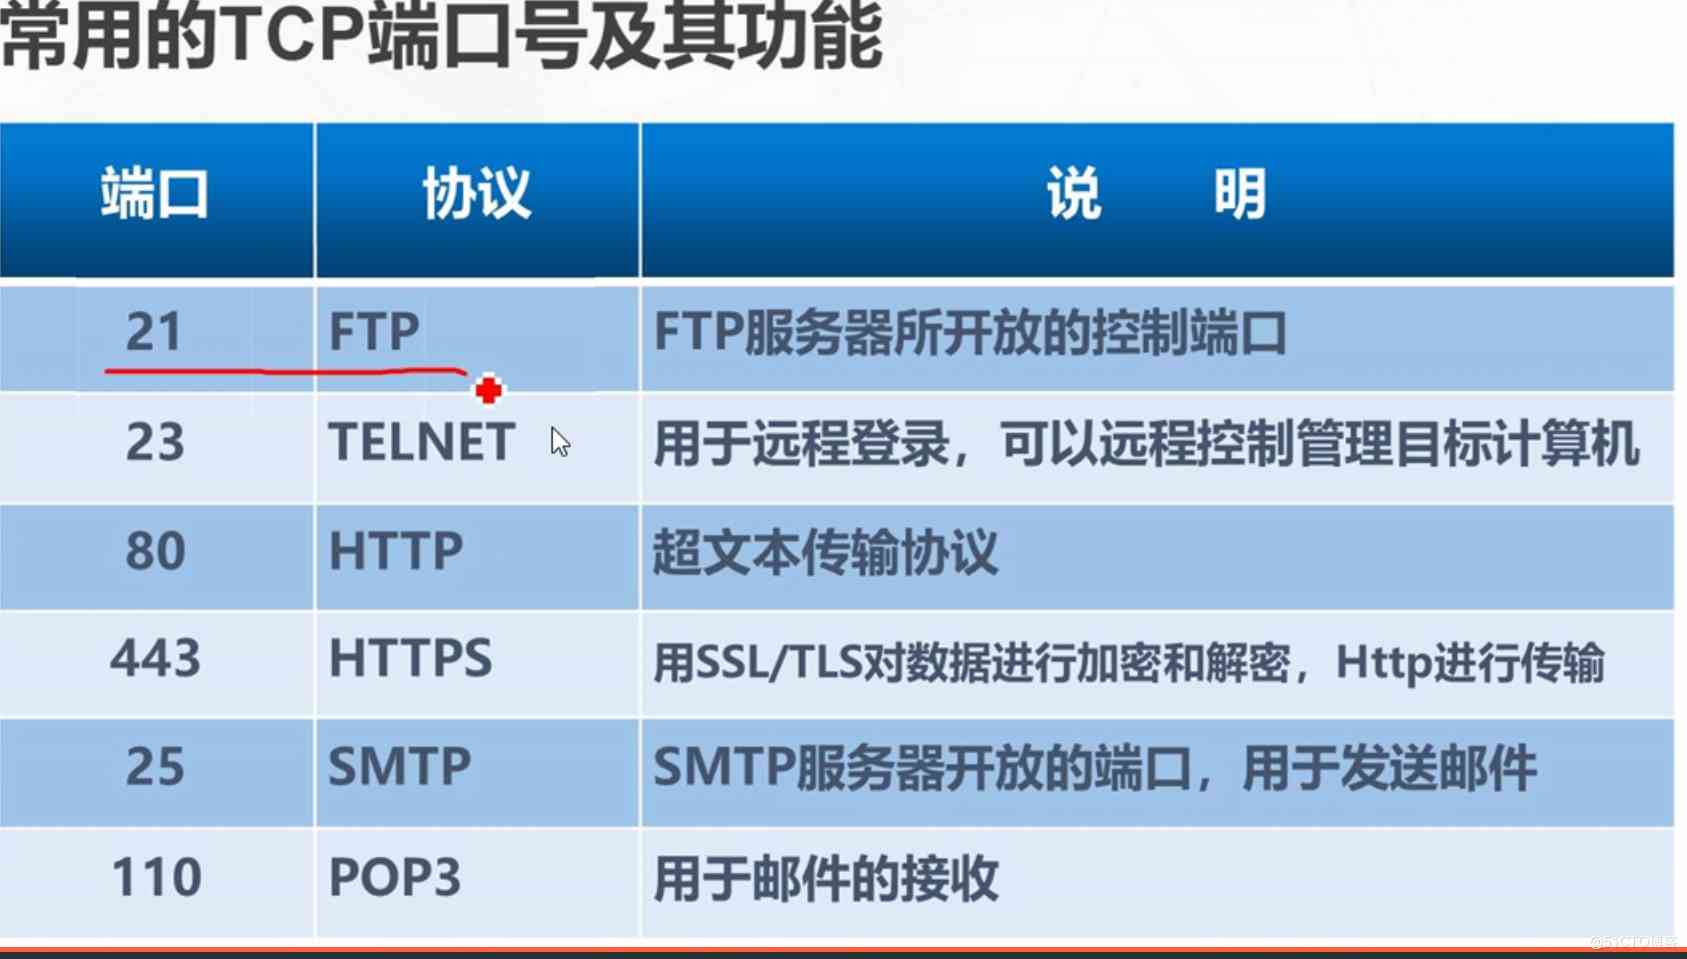 常用的TCP端口号及其功能
端口 协议 说 明
21 FTP FTP服务器所开放的控制端口
23 TELNET 用于远程登录，可以远程控制管理目标计算机
80 HTTP 超文本传输协议
443 HTTPS 用SSL/TLS对数据进行加密和解密，Http进行传输
25 SMTP SMTP服务器开放的端口，用于发送邮件
110 POP3 用于邮件的接收
@51CTO博客